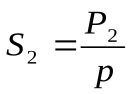 S₂ = P₂/p